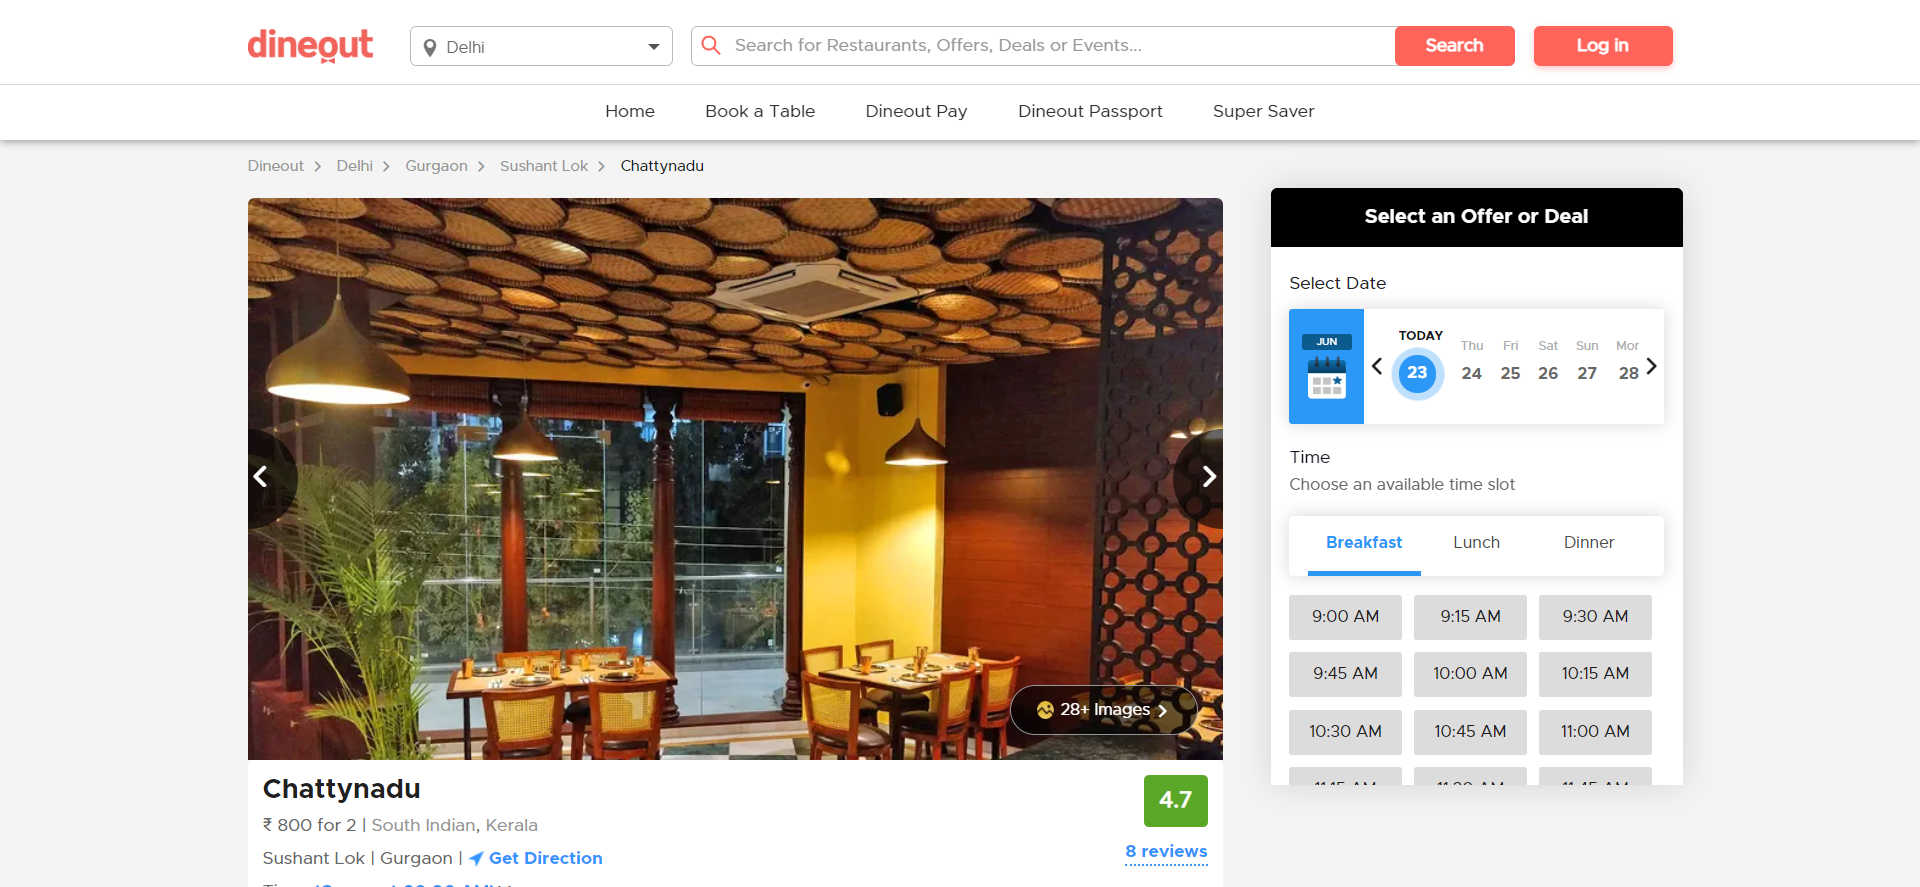 dineout
Delhi
Search for Restaurants, Offers, Deals or Events...
Search
Log in
Home
Book a Table
Dineout Pay
Dineout Passport
Super Saver
Dineout
Delhi
Gurgaon
Sushant Lok
Chattynadu
28+ Images
Chattynadu
₹ 800 for 2 | South Indian, Kerala
Sushant Lok | Gurgaon | Get Direction
4.7
8 reviews
Select an Offer or Deal
Select Date
JUN
TODAY Thu Fri Sat Sun Mor
23 24 25 26 27 28
Time
Choose an available time slot
Breakfast Lunch Dinner
9:00 AM 9:15 AM 9:30 AM
9:45 AM 10:00 AM 10:15 AM
10:30 AM 10:45 AM 11:00 AM